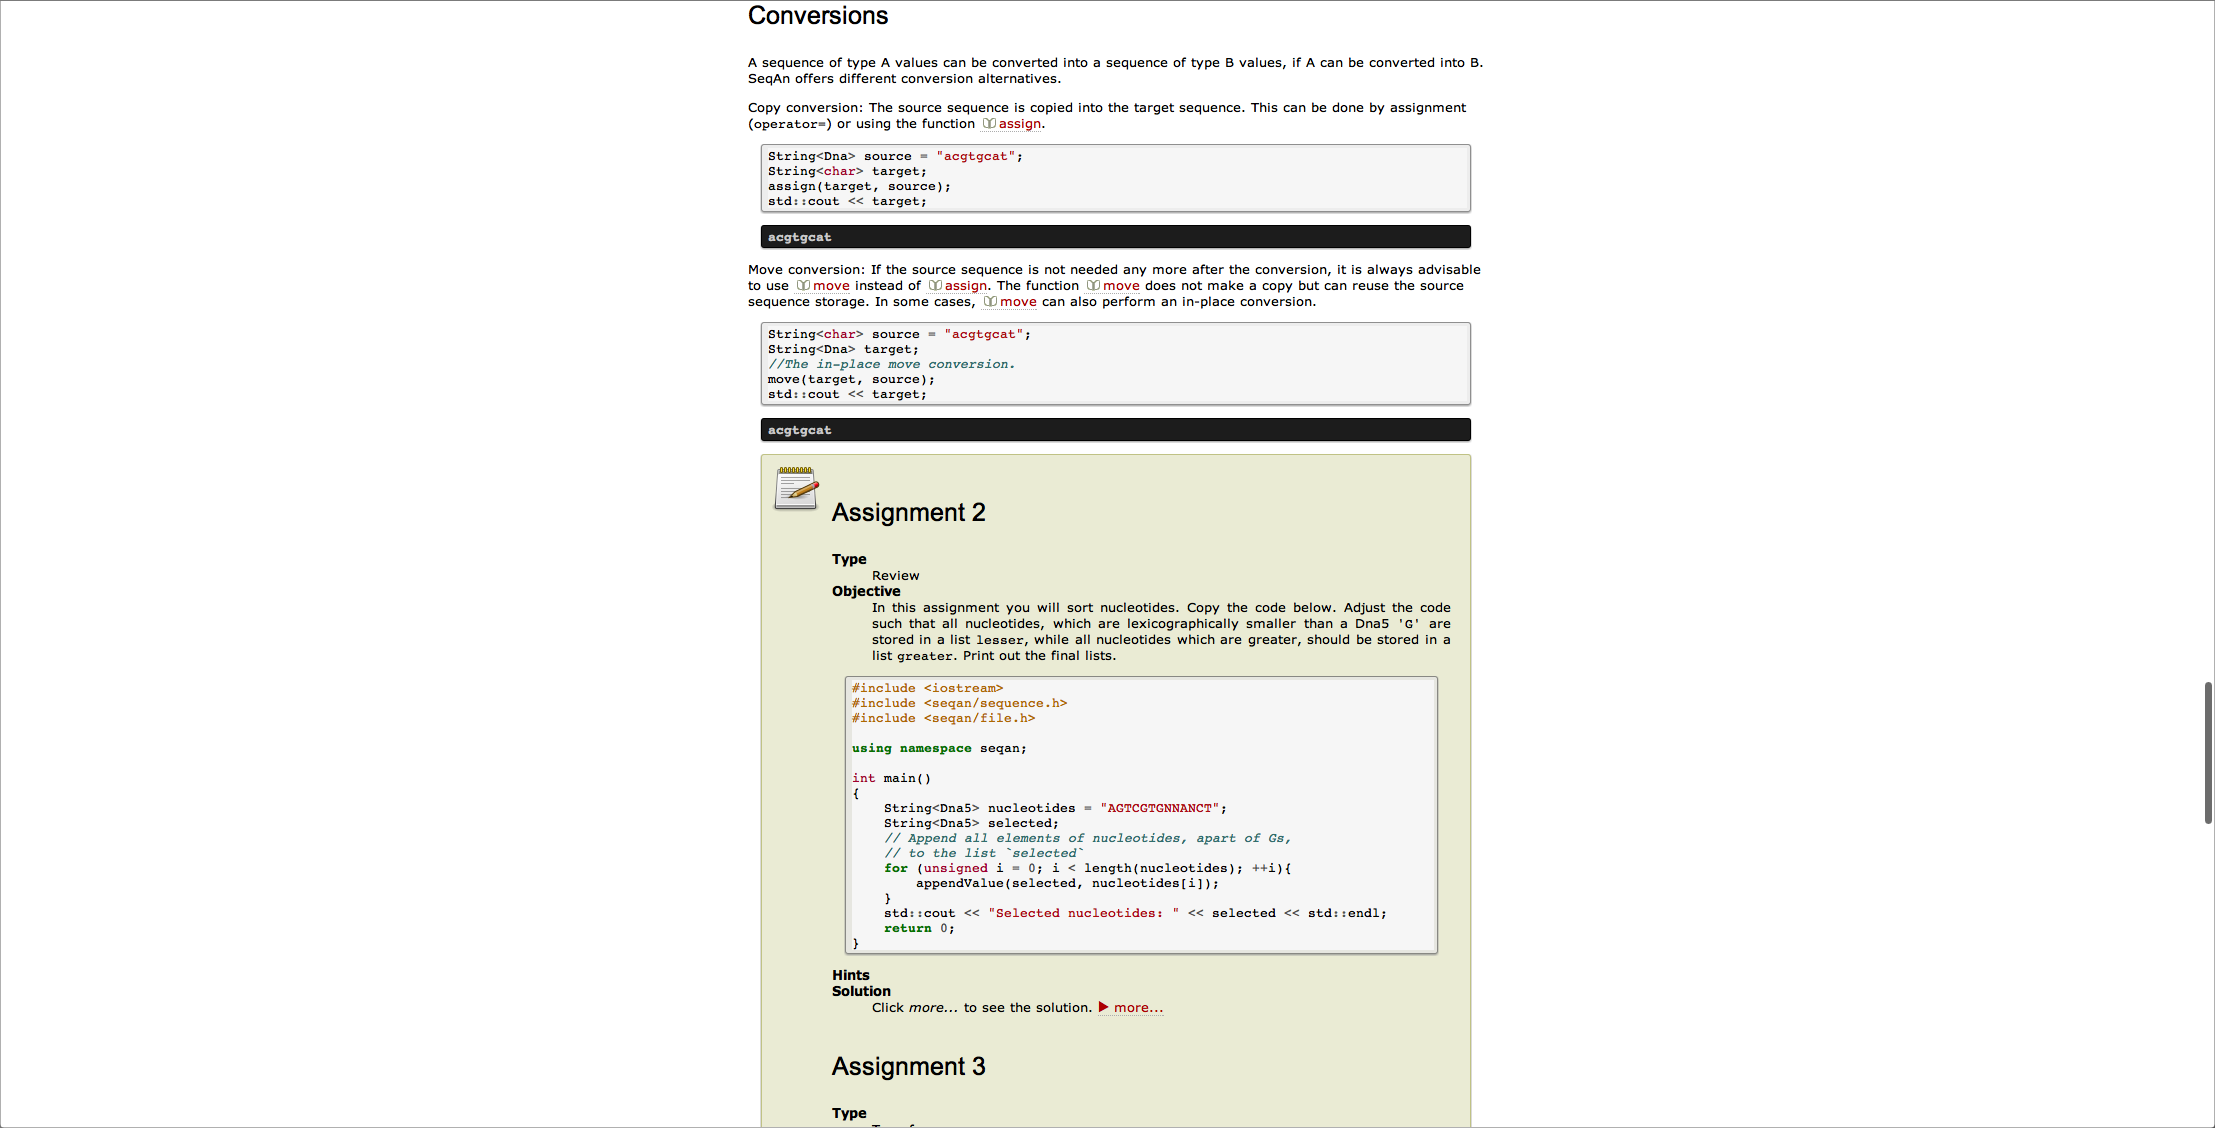 Conversions
A sequence of type A values can be converted into a sequence of type B values, if A can be converted into B.
SeqAn offers different conversion alternatives.
Copy conversion: The source sequence is copied into the target sequence. This can be done by assignment
(operator=) or using the function assign.
String<Dna> source = "acgtgcat";
String<char> target;
assign(target, source);
std::cout << target;
acgtgcat
Move conversion: If the source sequence is not needed any more after the conversion, it is always advisable
to use move instead of assign. The function move does not make a copy but can reuse the source
sequence storage. In some cases, move can also perform an in-place conversion.
String<char> source = "acgtgcat";
String<Dna> target;
//The in-place move conversion.
move(target, source);
std::cout << target;
acgtgcat
Assignment 2
Type
Review
Objective
In this assignment you will sort nucleotides. Copy the code below. Adjust the code
such that all nucleotides, which are lexicographically smaller than a Dna5 'G' are
stored in a list lesser, while all nucleotides which are greater, should be stored in a
list greater. Print out the final lists.
#include <iostream>
#include <seqan/sequence.h>
#include <seqan/file.h>
using namespace seqan;
int main()
{
    String<Dna5> nucleotides = "AGTCGTGNNANCT";
    String<Dna5> selected;
    // Append all elements of nucleotides, apart of Gs,
    // to the list `selected`
    for (unsigned i = 0; i < length(nucleotides); ++i){
        appendValue(selected, nucleotides[i]);
    }
    std::cout << "Selected nucleotides: " << selected << std::endl;
    return 0;
}
Hints
Solution
Click more... to see the solution. more...
Assignment 3
Type